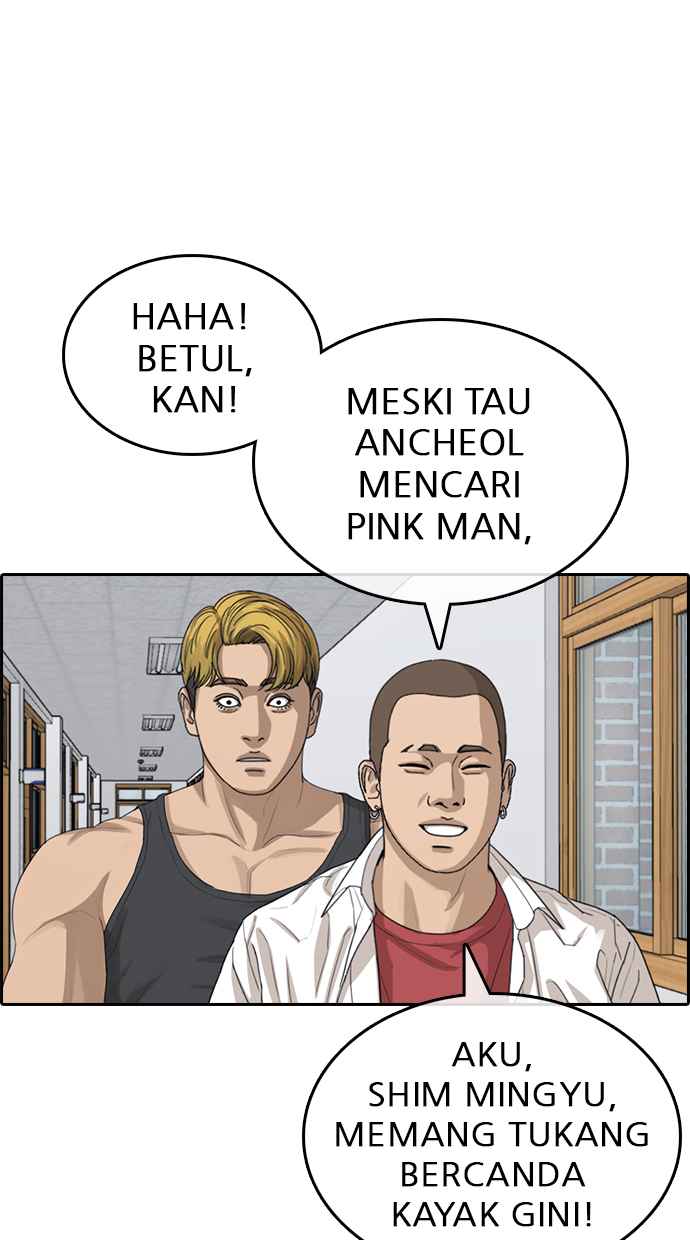 HAHA!
BETUL,
KAN!
MESKI TAU
ANCHEOL
MENCARI
PINK MAN,
AKU,
SHIM MINGYU,
MEMANG TUKANG
BERCANDA
KAYAK GINI!